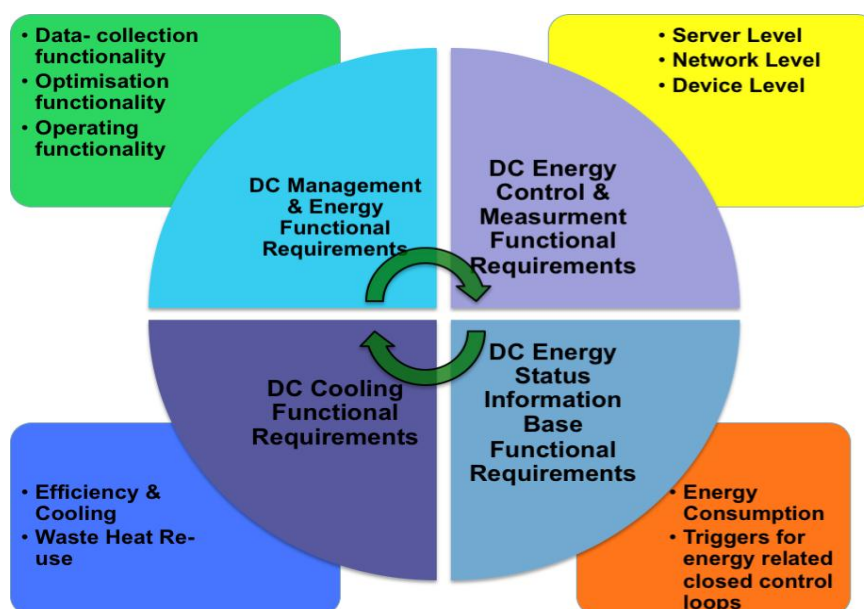 • Data- collection
functionality
• Optimisation
functionality
• Operating
functionality
• Server Level
• Network Level
• Device Level
DC Management
& Energy
Functional
Requirements
DC Energy
Control &
Measurment
Functional
Requirements
DC Cooling
Functional
Requirements
DC Energy
Status
Information
Base
Functional
Requirements
• Efficiency &
Cooling
• Waste Heat Re-
use
• Energy
Consumption
• Triggers for
energy related
closed control
loops